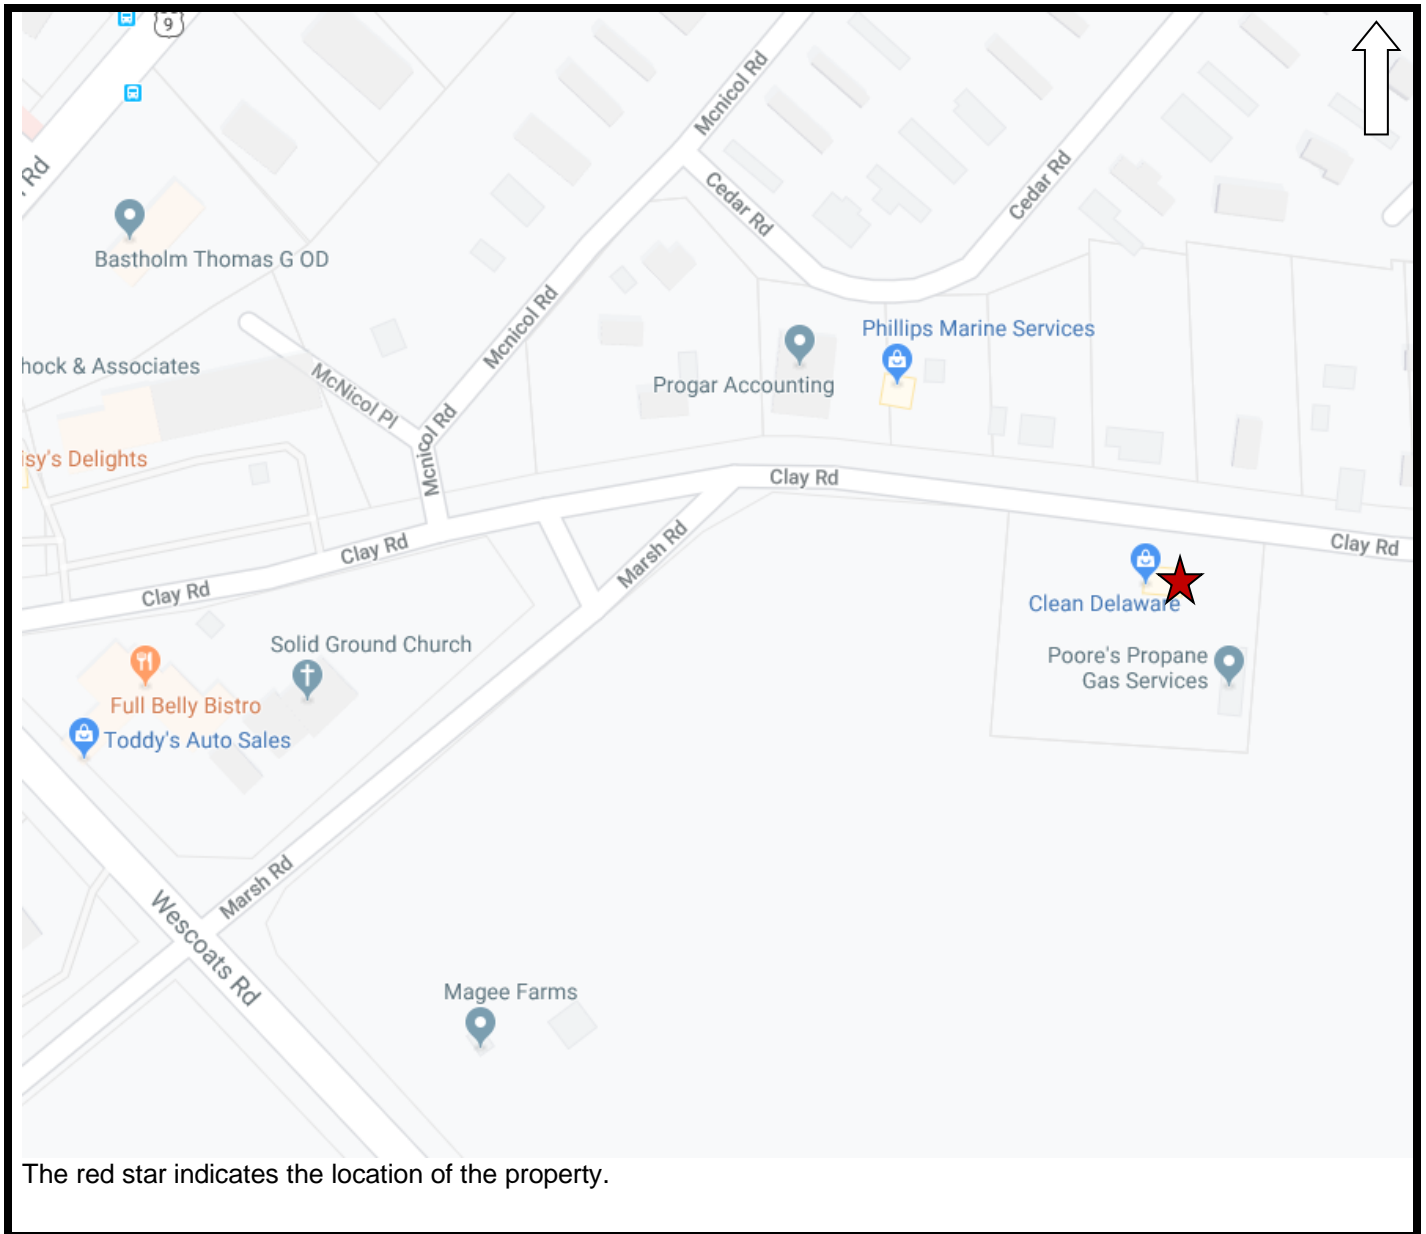 9
Rd
Mcnicol Rd
Cedar Rd
Cedar Rd
Bastholm Thomas G OD
Mcnicol Rd
Phillips Marine Services
hock & Associates
McNicol Pl
Progar Accounting
Mcnicol Rd
isy's Delights
Clay Rd
Clay Rd
Marsh Rd
Clay Rd
Clay Rd
Clean Delaware
Solid Ground Church
Poore's Propane
Gas Services
Full Belly Bistro
Toddy's Auto Sales
Marsh Rd
Wescoats Rd
Magee Farms
The red star indicates the location of the property.